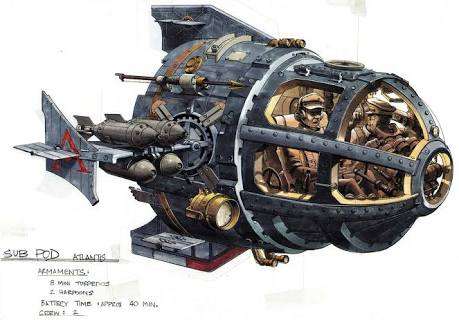 SUB POD ATLANTIS
ARMAMENTS:
8 MINI TORPEDOS
2 HARPOONS
BATTERY TIME : APPROX 40 MIN.
CREW: 2
A